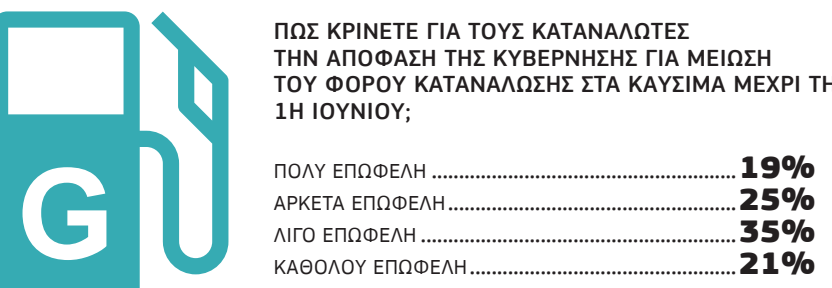 ΠΩΣ ΚΡΙΝΕΤΕ ΓΙΑ ΤΟΥΣ ΚΑΤΑΝΑΛΩΤΕΣ
ΤΗΝ ΑΠΟΦΑΣΗ ΤΗΣ ΚΥΒΕΡΝΗΣΗΣ ΓΙΑ ΜΕΙΩΣΗ
ΤΟΥ ΦΟΡΟΥ ΚΑΤΑΝΑΛΩΣΗΣ ΣΤΑ ΚΑΥΣΙΜΑ ΜΕΧΡΙ
1Η ΙΟΥΝΙΟΥ;
G
ΠΟΛΥ ΕΠΩΦΕΛΗ 19%
ΑΡΚΕΤΑ ΕΠΩΦΕΛΗ 25%
ΛΙΓΟ ΕΠΩΦΕΛΗ 35%
ΚΑΘΟΛΟΥ ΕΠΩΦΕΛΗ 21%